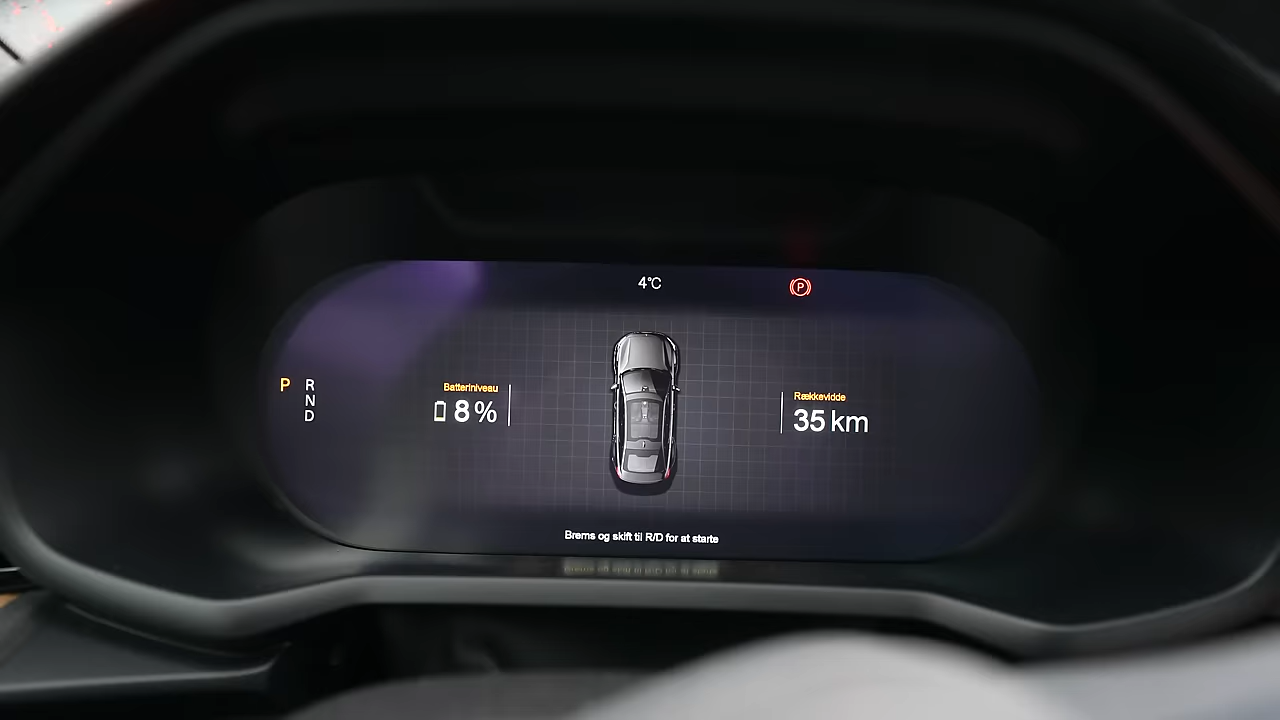 4°C
P
P
R
N
D
Batteriniveau
8%
Rækkevidde
35 km
Brems og skift til R/D for at starte